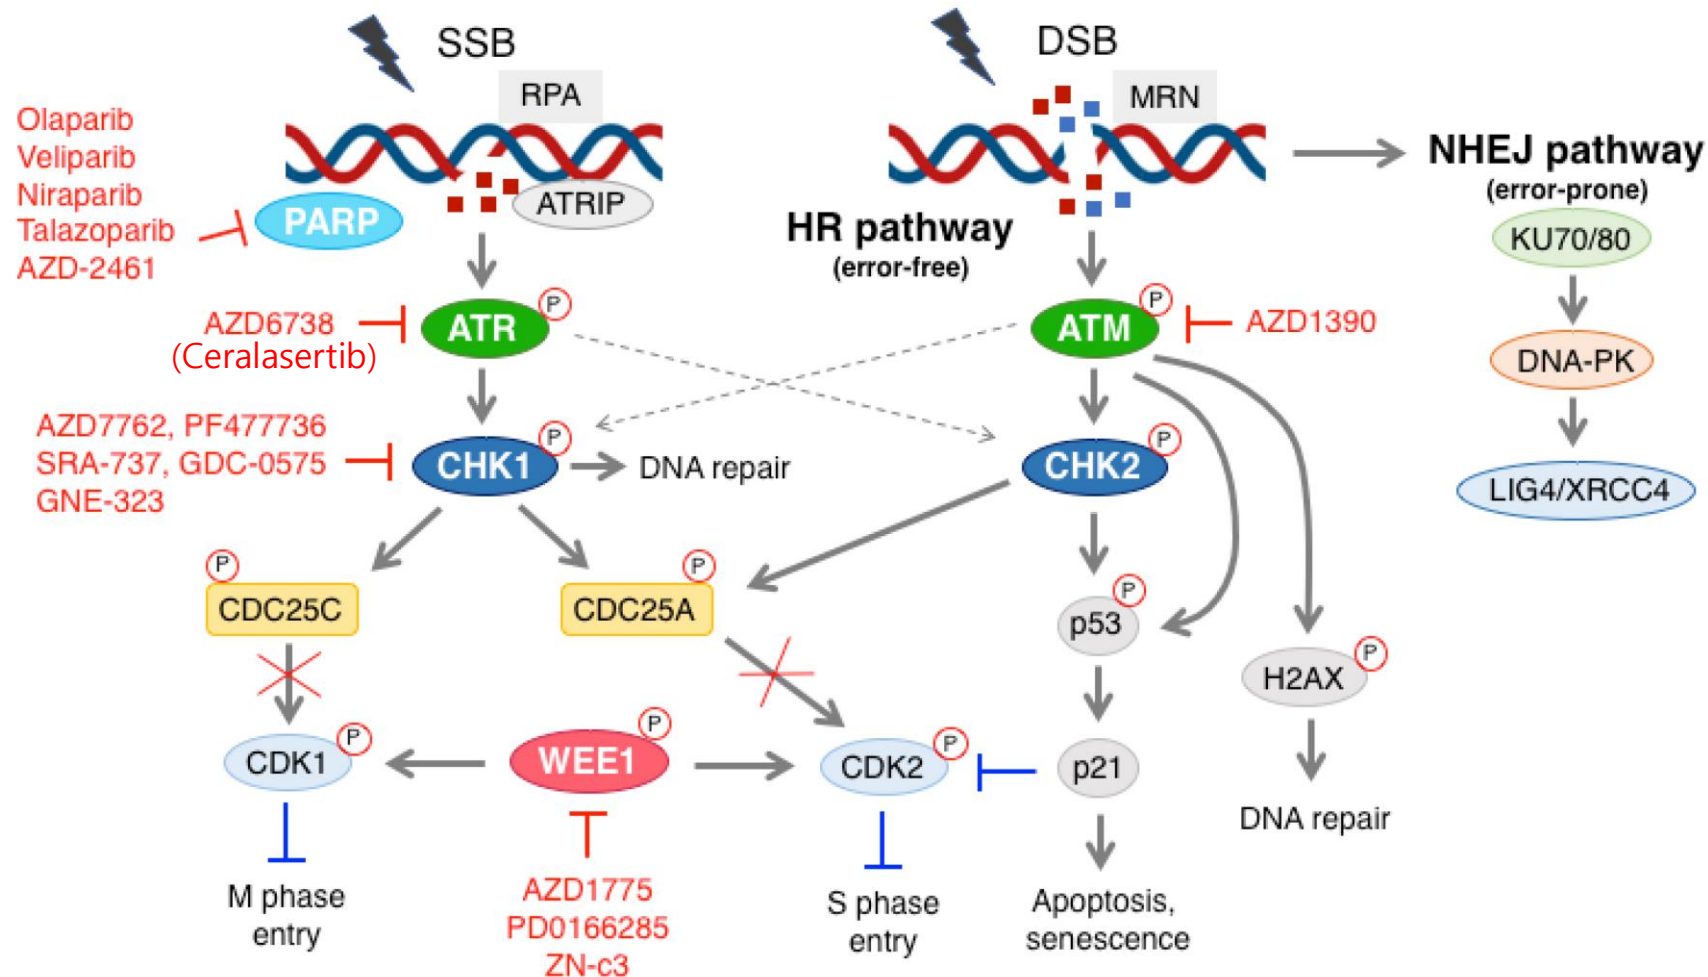 SSB
RPA
DSB
MRN
Olaparib
Veliparib
Niraparib
Talazoparib
AZD-2461
PARP
ATRIP
HR pathway
(error-free)
NHEJ pathway
(error-prone)
KU70/80
DNA-PK
LIG4/XRCC4
AZD6738
(Ceralasertib)
ATR
P
ATM
P
AZD1390
AZD7762, PF477736
SRA-737, GDC-0575
GNE-323
CHK1
P
DNA repair
CHK2
P
P
CDC25C
P
CDC25A
p53
P
H2AX
P
CDK1
P
WEE1
P
CDK2
P
p21
DNA repair
M phase
entry
AZD1775
PD0166285
ZN-c3
S phase
entry
Apoptosis,
senescence